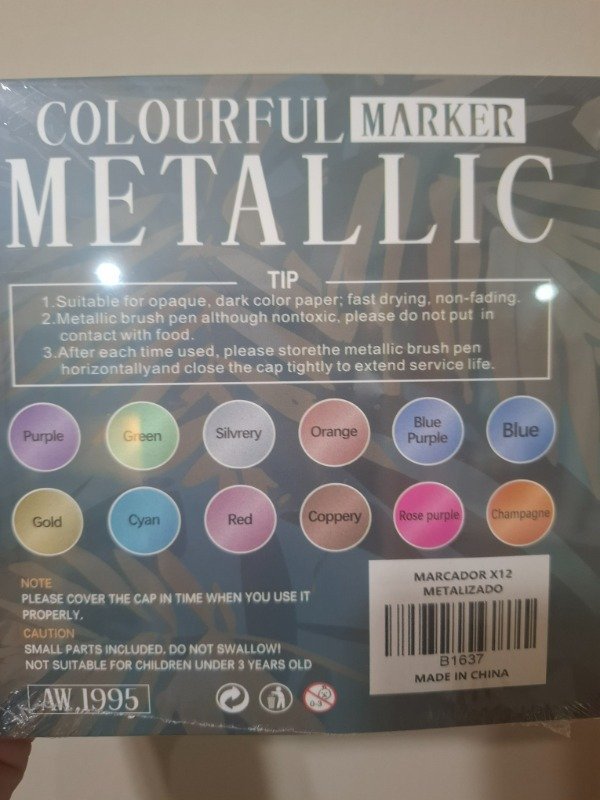 COLOURFUL MARKER
METALLIC
TIP
1.Suitable for opaque, dark color paper; fast drying, non-fading.
2.Metallic brush pen although nontoxic, please do not put in
contact with food.
3.After each time used, please storethe metallic brush pen
horizontallyand close the cap tightly to extend service life.
Purple Green Silvrery Orange Blue Purple Blue
Gold Cyan Red Coppery Rose purple Champagne
NOTE
PLEASE COVER THE CAP IN TIME WHEN YOU USE IT
PROPERLY.
CAUTION
SMALL PARTS INCLUDED. DO NOT SWALLOW!
NOT SUITABLE FOR CHILDREN UNDER 3 YEARS OLD
AW 1995
0-3
MARCADOR X12
METALIZADO
B1637
MADE IN CHINA